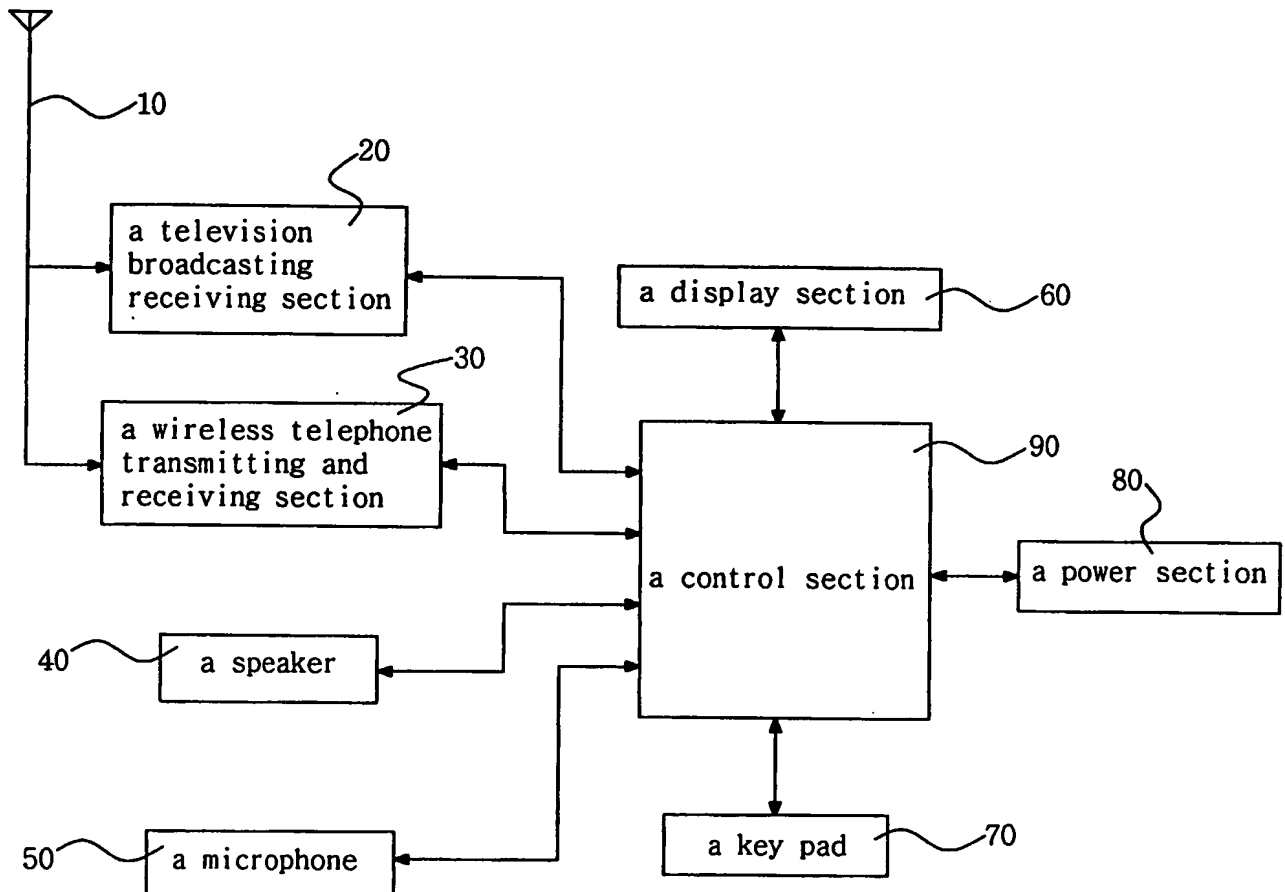 10
20
a television
broadcasting
receiving section
a display section
60
30
a wireless telephone
transmitting and
receiving section
90
80
a control section
a power section
40
a speaker
50
a microphone
a key pad
70